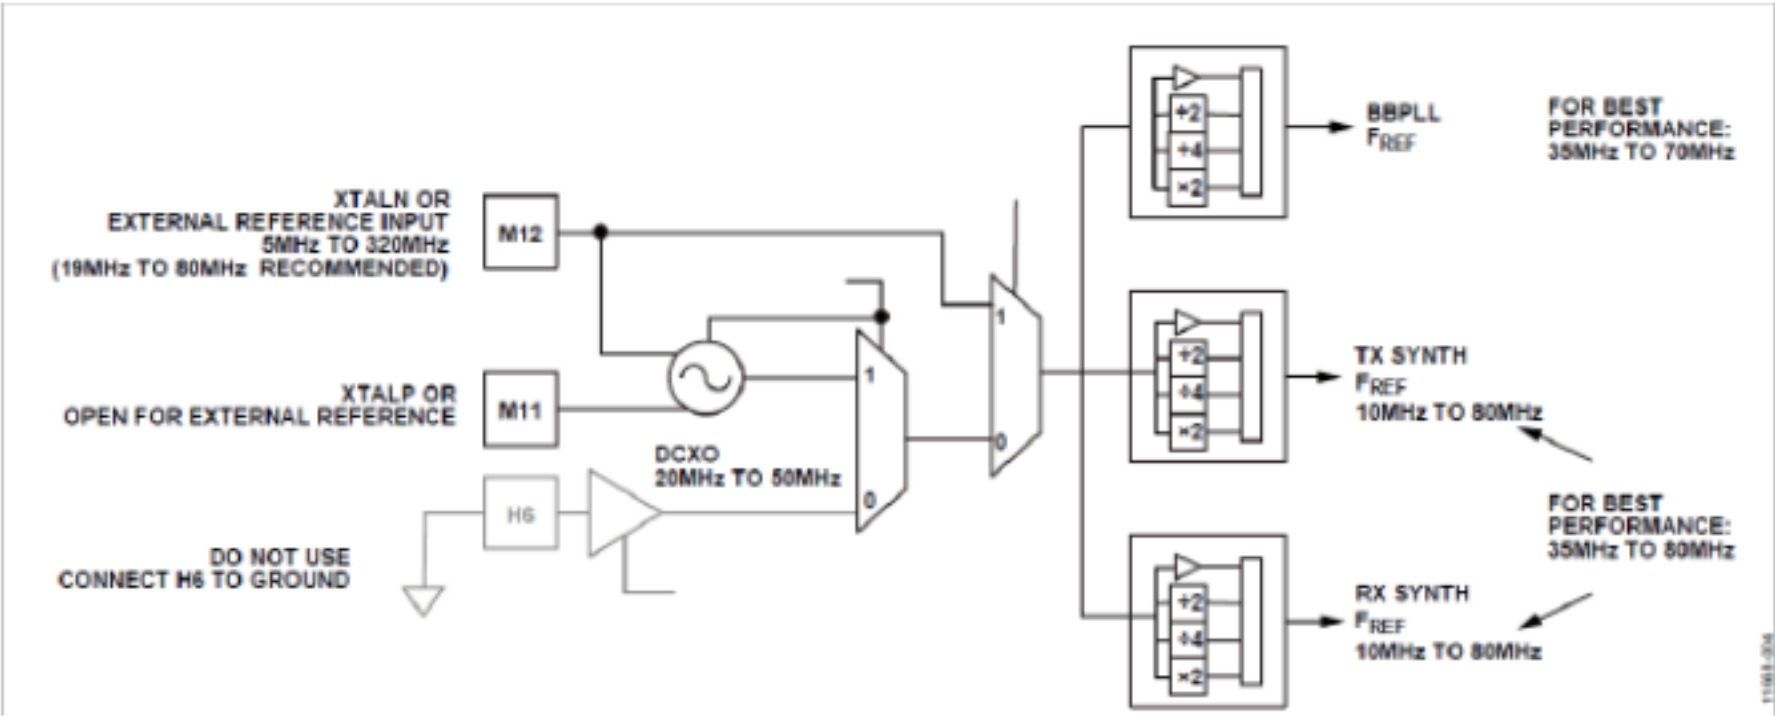 XTALN OR
EXTERNAL REFERENCE INPUT
5MHz TO 320MHz
(19MHz TO 80MHz RECOMMENDED)
M12
XTALP OR
OPEN FOR EXTERNAL REFERENCE
M11
DO NOT USE
CONNECT H6 TO GROUND
H6
DCXO
20MHz TO 50MHz
1
0
1
0
÷2
÷4
×2
BBPLL
FREF
FOR BEST
PERFORMANCE:
35MHz TO 70MHz
÷2
÷4
×2
TX SYNTH
FREF
10MHz TO 80MHz
FOR BEST
PERFORMANCE:
35MHz TO 80MHz
÷2
÷4
×2
RX SYNTH
FREF
10MHz TO 80MHz